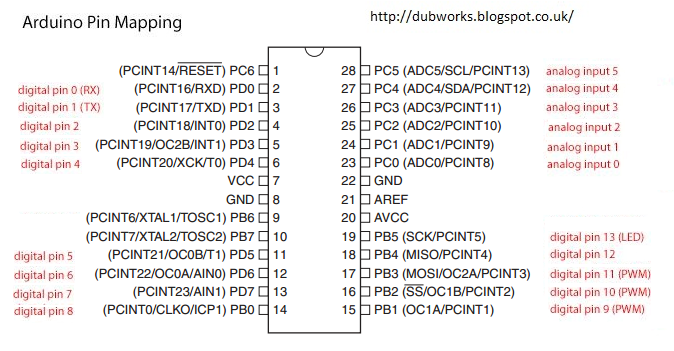 Arduino Pin Mapping
http://dubworks.blogspot.co.uk/
(PCINT14/RESET) PC6 1 28 PC5 (ADC5/SCL/PCINT13) analog input 5
digital pin 0 (RX) (PCINT16/RXD) PD0 2 27 PC4 (ADC4/SDA/PCINT12) analog input 4
digital pin 1 (TX) (PCINT17/TXD) PD1 3 26 PC3 (ADC3/PCINT11) analog input 3
digital pin 2 (PCINT18/INT0) PD2 4 25 PC2 (ADC2/PCINT10) analog input 2
digital pin 3 (PCINT19/OC2B/INT1) PD3 5 24 PC1 (ADC1/PCINT9) analog input 1
digital pin 4 (PCINT20/XCK/T0) PD4 6 23 PC0 (ADC0/PCINT8) analog input 0
VCC 7 22 GND
GND 8 21 AREF
(PCINT6/XTAL1/TOSC1) PB6 9 20 AVCC
(PCINT7/XTAL2/TOSC2) PB7 10 19 PB5 (SCK/PCINT5) digital pin 13 (LED)
digital pin 5 (PCINT21/OC0B/T1) PD5 11 18 PB4 (MISO/PCINT4) digital pin 12
digital pin 6 (PCINT22/OC0A/AIN0) PD6 12 17 PB3 (MOSI/OC2A/PCINT3) digital pin 11 (PWM)
digital pin 7 (PCINT23/AIN1) PD7 13 16 PB2 (SS/OC1B/PCINT2) digital pin 10 (PWM)
digital pin 8 (PCINT0/CLKO/ICP1) PB0 14 15 PB1 (OC1A/PCINT1) digital pin 9 (PWM)